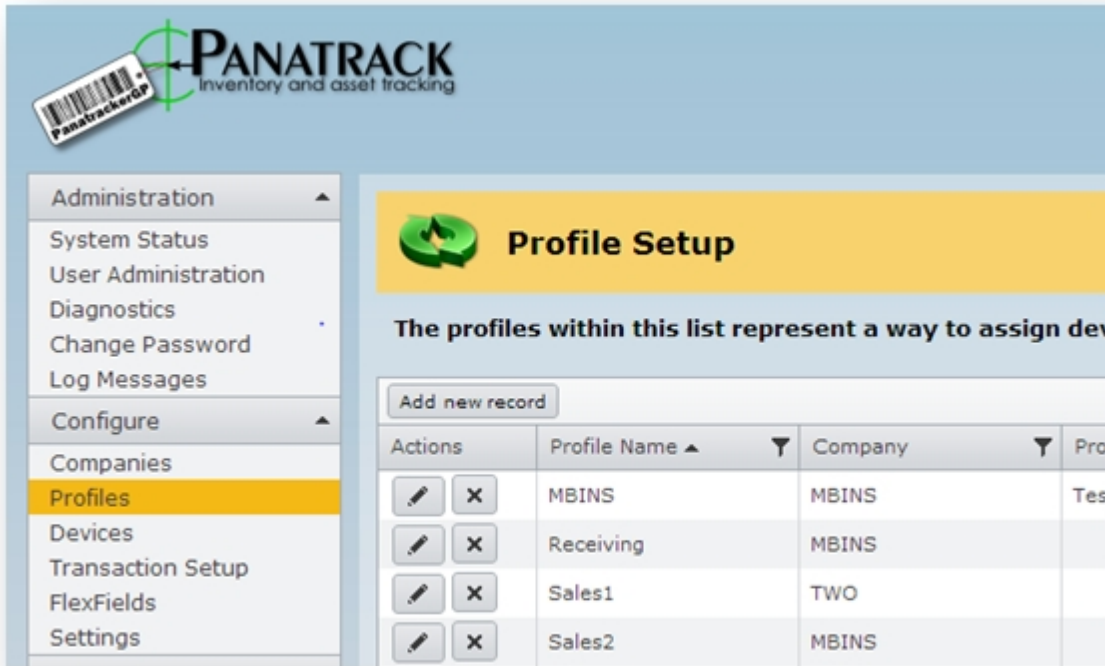 PANATRACK
Inventory and asset tracking
PanatrackerGP
Administration
System Status
User Administration
Diagnostics
Change Password
Log Messages
Configure
Companies
Profiles
Devices
Transaction Setup
FlexFields
Settings
Profile Setup
The profiles within this list represent a way to assign dev
Add new record
Actions Profile Name Company Pro
MBINS MBINS Tes
Receiving MBINS
Sales1 TWO
Sales2 MBINS